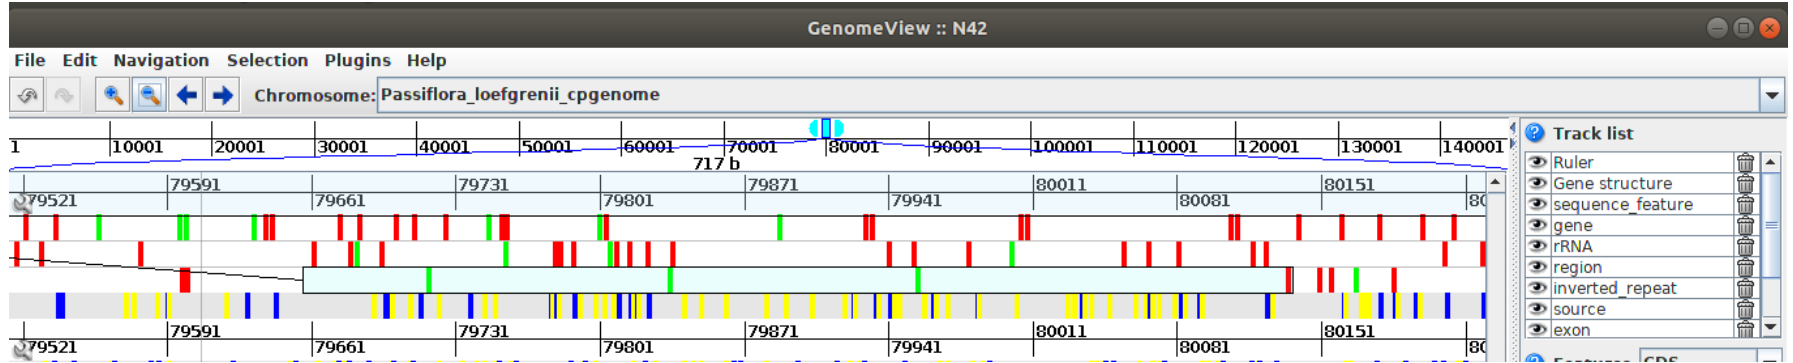 GenomeView :: N42
File Edit Navigation Selection Plugins Help
Chromosome: Passiflora_loefgrenii_cpgenome
1 10001 20001 30001 40001 50001 60001 70001 80001 90001 100001 110001 120001 130001 140001
717 b
79591 79731 79871 80011 80151
79521 79661 79801 79941 80081
79591 79731 79871 80011 80151
79521 79661 79801 79941 80081
Track list
Ruler
Gene structure
sequence_feature
gene
rRNA
region
inverted_repeat
source
exon